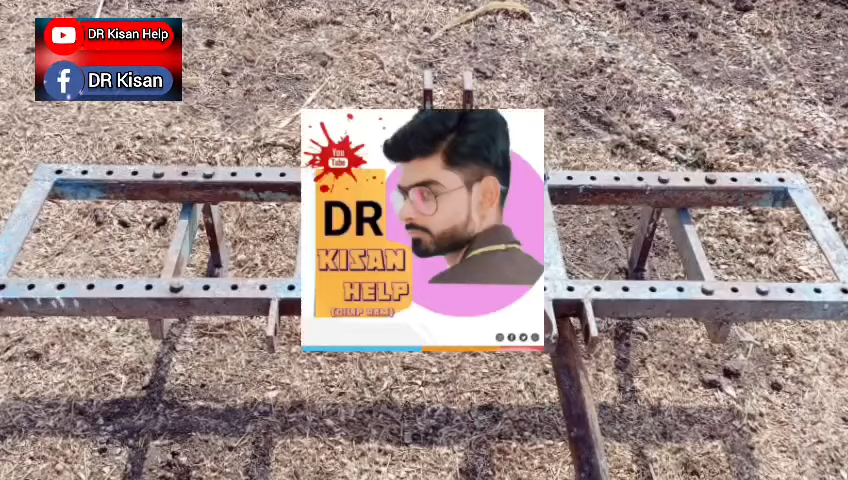 DR Kisan Help
DR Kisan
You
Tube
DR
KISAN
HELP